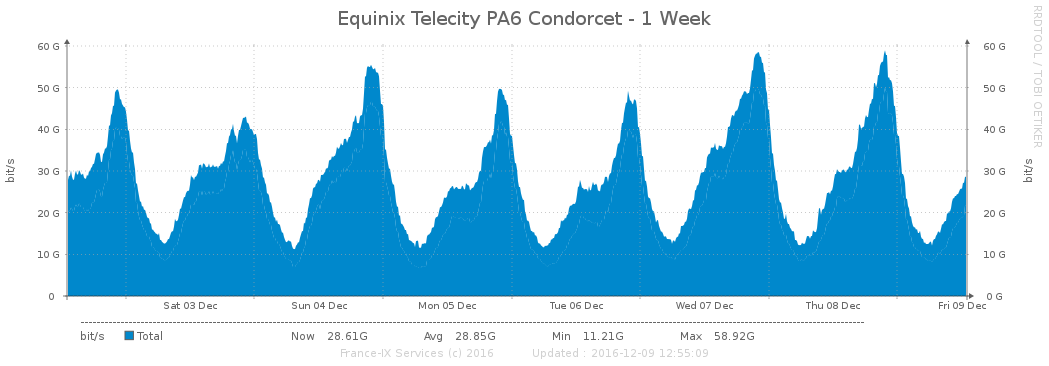 Equinix Telecity PA6 Condorcet - 1 Week
RRDTOOL / TOBI OETIKER
60 G 60 G
50 G 50 G
40 G 40 G
30 G 30 G
20 G 20 G
10 G 10 G
0 0 G
bit/s
bit/s
Sat 03 Dec Sun 04 Dec Mon 05 Dec Tue 06 Dec Wed 07 Dec Thu 08 Dec Fri 09 Dec
bit/s Total Now 28.61G Avg 28.85G Min 11.21G Max 58.92G
France-IX Services (c) 2016 Updated : 2016-12-09 12:55:09